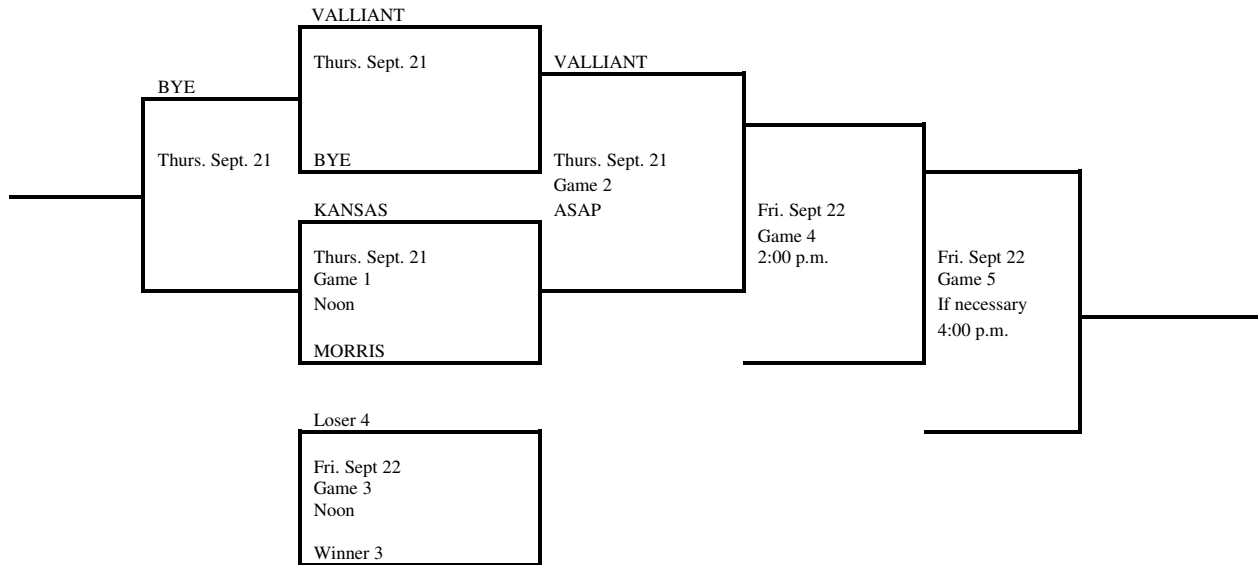 VALLIANT
Thurs. Sept. 21
VALLIANT
BYE
Thurs. Sept. 21
BYE
Thurs. Sept. 21
Game 2
ASAP
KANSAS
Fri. Sept 22
Game 4
2:00 p.m.
Thurs. Sept. 21
Game 1
Noon
Fri. Sept 22
Game 5
If necessary
4:00 p.m.
MORRIS
Loser 4
Fri. Sept 22
Game 3
Noon
Winner 3